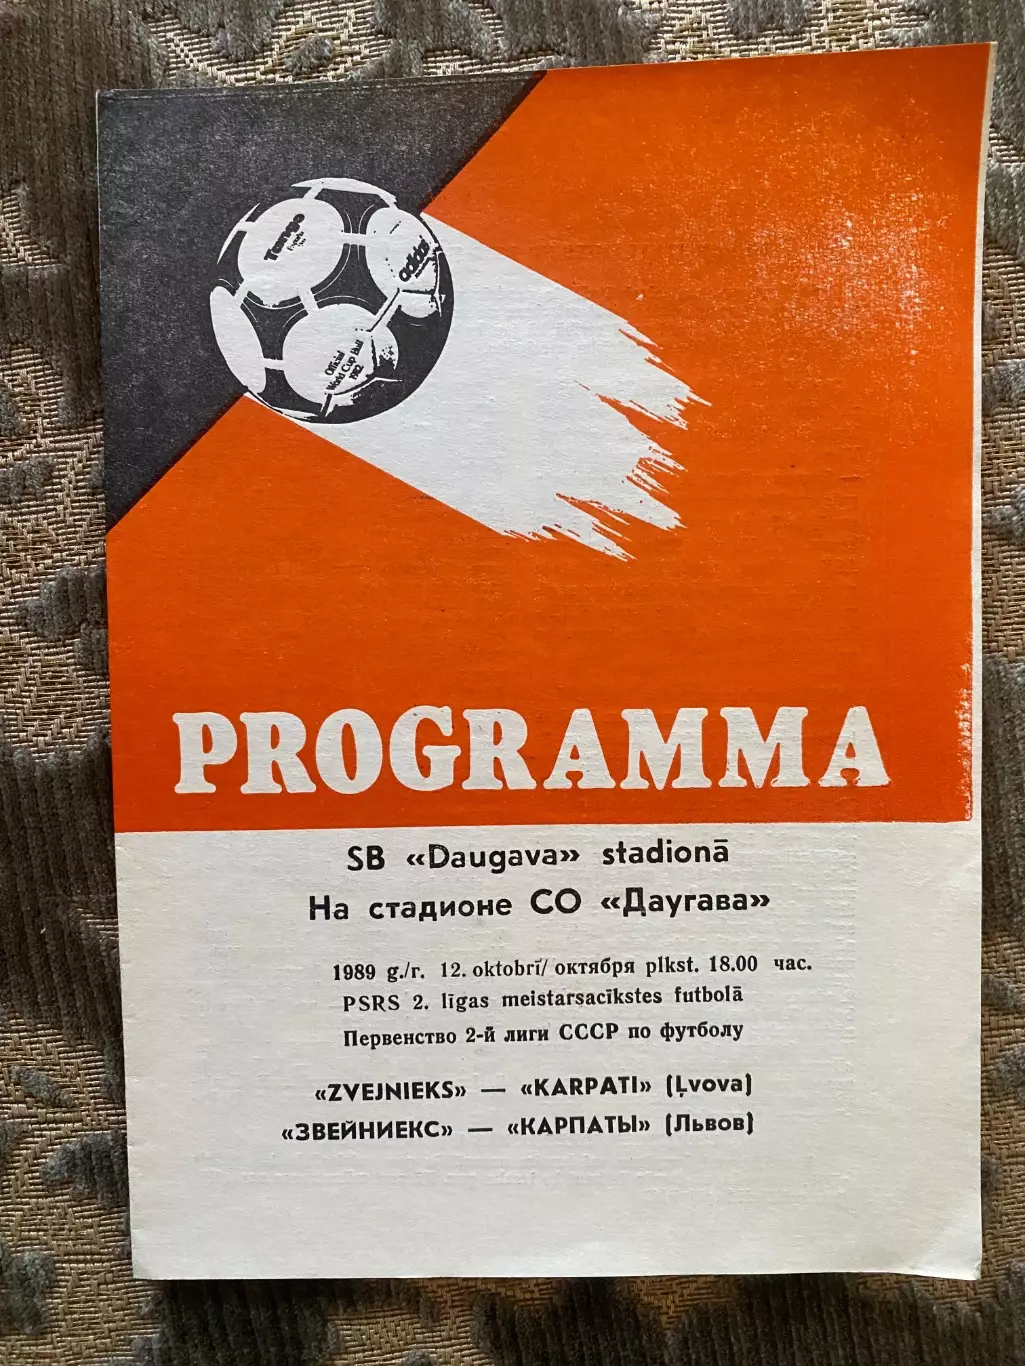 Tango
España
adidas
Official
World Cup Ball
1982
PROGRAMMA
SB «Daugava» stadionā
На стадионе СО «Даугава»
1989 g./г. 12. oktobrī/ октября plkst. 18.00 час.
PSRS 2. līgas meistarsacīkstes futbolā
Первенство 2-й лиги СССР по футболу
«ZVEJNIEKS» — «KARPATI» (Ļvova)
«ЗВЕЙНИЕКС» — «КАРПАТЫ» (Львов)